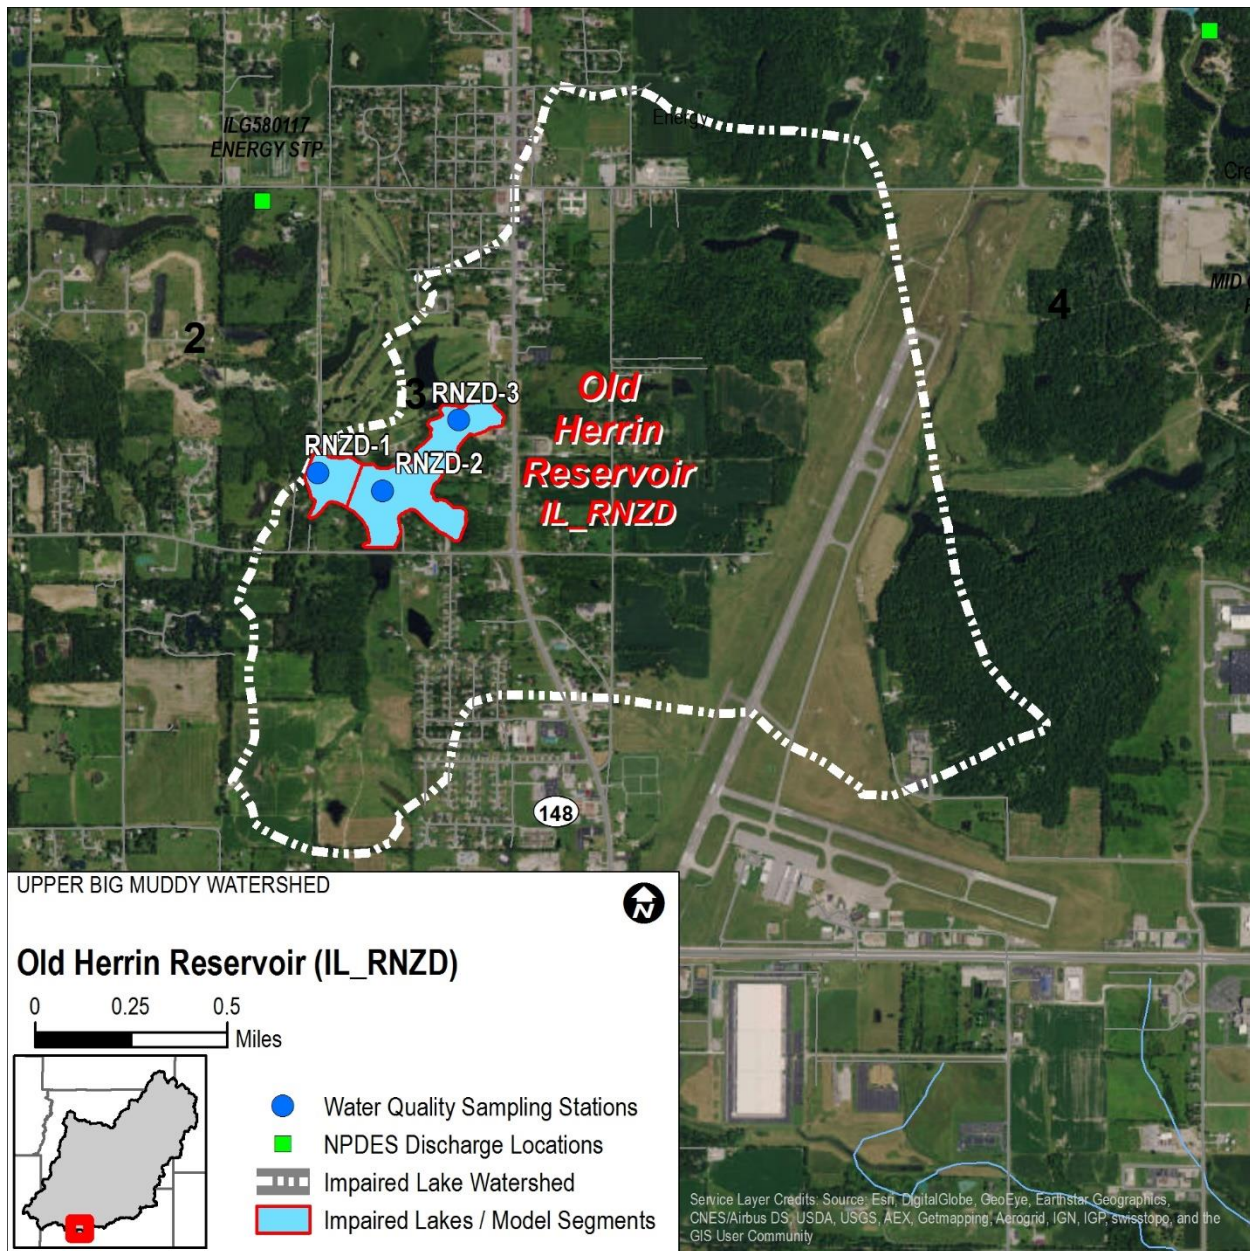 ILG580117
ENERGY STP
Energy
Cre
2
4
MID
3
RNZD-3
RNZD-1
RNZD-2
Old
Herrin
Reservoir
IL_RNZD
148
UPPER BIG MUDDY WATERSHED
N
Old Herrin Reservoir (IL_RNZD)
0 0.25 0.5
Miles
Water Quality Sampling Stations
NPDES Discharge Locations
Impaired Lake Watershed
Impaired Lakes / Model Segments
Service Layer Credits: Source: Esri, DigitalGlobe, GeoEye, Earthstar Geographics,
CNES/Airbus DS, USDA, USGS, AEX, Getmapping, Aerogrid, IGN, IGP, swisstopo, and the
GIS User Community